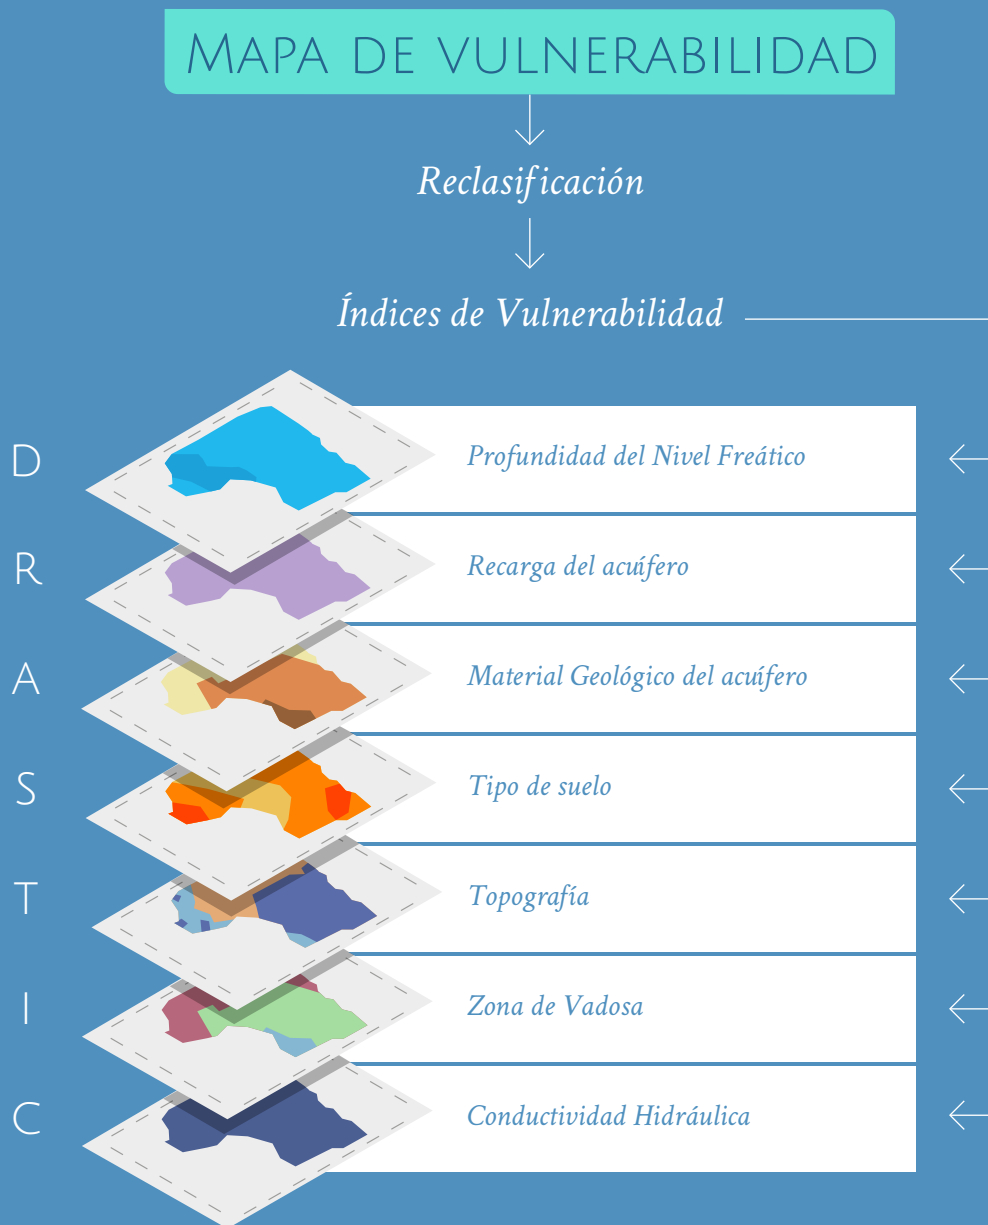 MAPA DE VULNERABILIDAD
Reclasificación
Índices de Vulnerabilidad
D
Profundidad del Nivel Freático
R
Recarga del acuífero
A
Material Geológico del acuífero
S
Tipo de suelo
T
Topografía
I
Zona de Vadosa
C
Conductividad Hidráulica